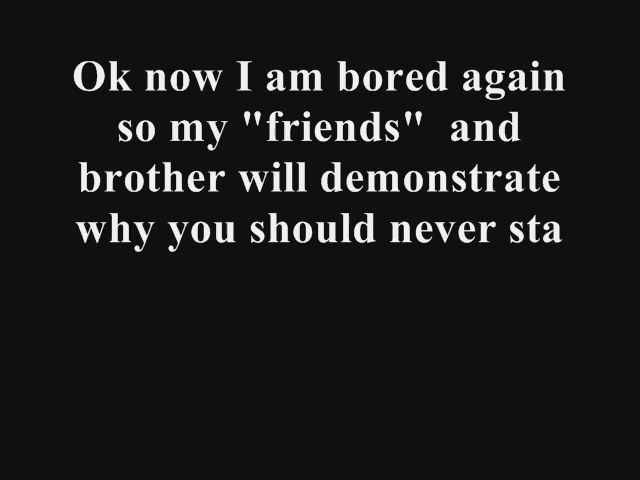 Ok now I am bored again
so my "friends"  and
brother will demonstrate
why you should never sta